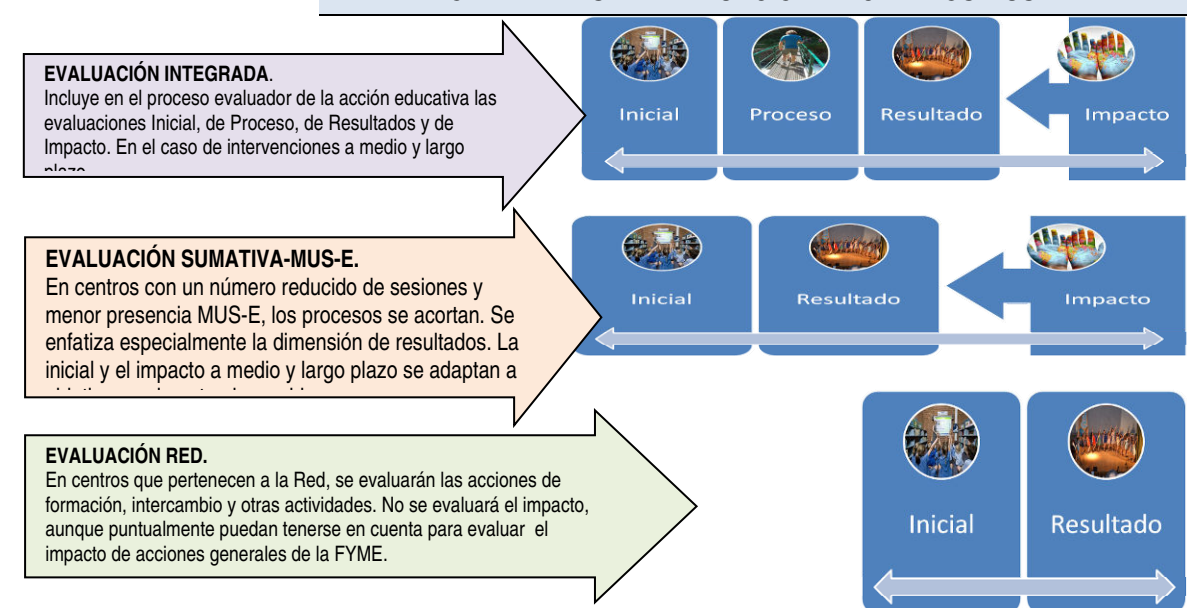 EVALUACIÓN INTEGRADA.
Incluye en el proceso evaluador de la acción educativa las
evaluaciones Inicial, de Proceso, de Resultados y de
Impacto. En el caso de intervenciones a medio y largo
Inicial
Proceso
Resultado
Impacto
EVALUACIÓN SUMATIVA-MUS-E.
En centros con un número reducido de sesiones y
menor presencia MUS-E, los procesos se acortan. Se
enfatiza especialmente la dimensión de resultados. La
inicial y el impacto a medio y largo plazo se adaptan a
Inicial
Resultado
Impacto
EVALUACIÓN RED.
En centros que pertenecen a la Red, se evaluarán las acciones de
formación, intercambio y otras actividades. No se evaluará el impacto,
aunque puntualmente puedan tenerse en cuenta para evaluar el
impacto de acciones generales de la FYME.
Inicial
Resultado